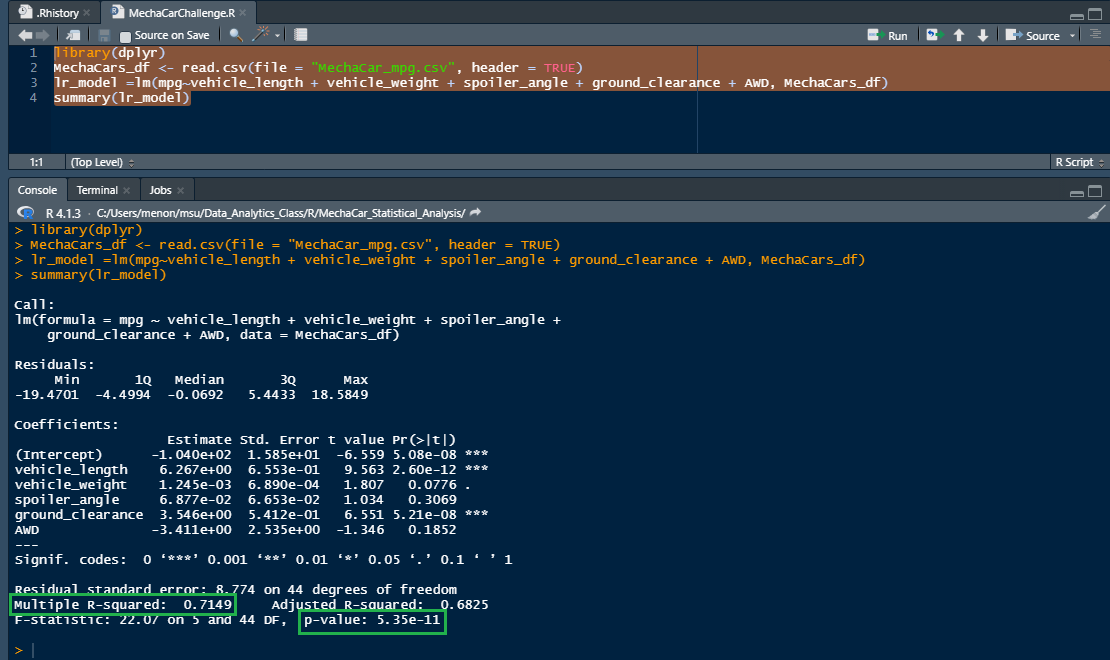 .Rhistory × MechaCarChallenge.R ×
Source on Save Run Source
1 library(dplyr)
2 MechaCars_df <- read.csv(file = "MechaCar_mpg.csv", header = TRUE)
3 lr_model =lm(mpg~vehicle_length + vehicle_weight + spoiler_angle + ground_clearance + AWD, MechaCars_df)
4 summary(lr_model)
1:1 (Top Level) R Script
Console Terminal × Jobs ×
R 4.1.3 · C:/Users/menon/msu/Data_Analytics_Class/R/MechaCar_Statistical_Analysis/
> library(dplyr)
> MechaCars_df <- read.csv(file = "MechaCar_mpg.csv", header = TRUE)
> lr_model =lm(mpg~vehicle_length + vehicle_weight + spoiler_angle + ground_clearance + AWD, MechaCars_df)
> summary(lr_model)
Call:
lm(formula = mpg ~ vehicle_length + vehicle_weight + spoiler_angle +
ground_clearance + AWD, data = MechaCars_df)
Residuals:
Min 1Q Median 3Q Max
-19.4701 -4.4994 -0.0692 5.4433 18.5849
Coefficients:
Estimate Std. Error t value Pr(>|t|)
(Intercept) -1.040e+02 1.585e+01 -6.559 5.08e-08 ***
vehicle_length 6.267e+00 6.553e-01 9.563 2.60e-12 ***
vehicle_weight 1.245e-03 6.890e-04 1.807 0.0776 .
spoiler_angle 6.877e-02 6.653e-02 1.034 0.3069
ground_clearance 3.546e+00 5.412e-01 6.551 5.21e-08 ***
AWD -3.411e+00 2.535e+00 -1.346 0.1852
---
Signif. codes: 0 ‘***’ 0.001 ‘**’ 0.01 ‘*’ 0.05 ‘.’ 0.1 ‘ ’ 1
Residual standard error: 8.774 on 44 degrees of freedom
Multiple R-squared: 0.7149 Adjusted R-squared: 0.6825
F-statistic: 22.07 on 5 and 44 DF, p-value: 5.35e-11
>